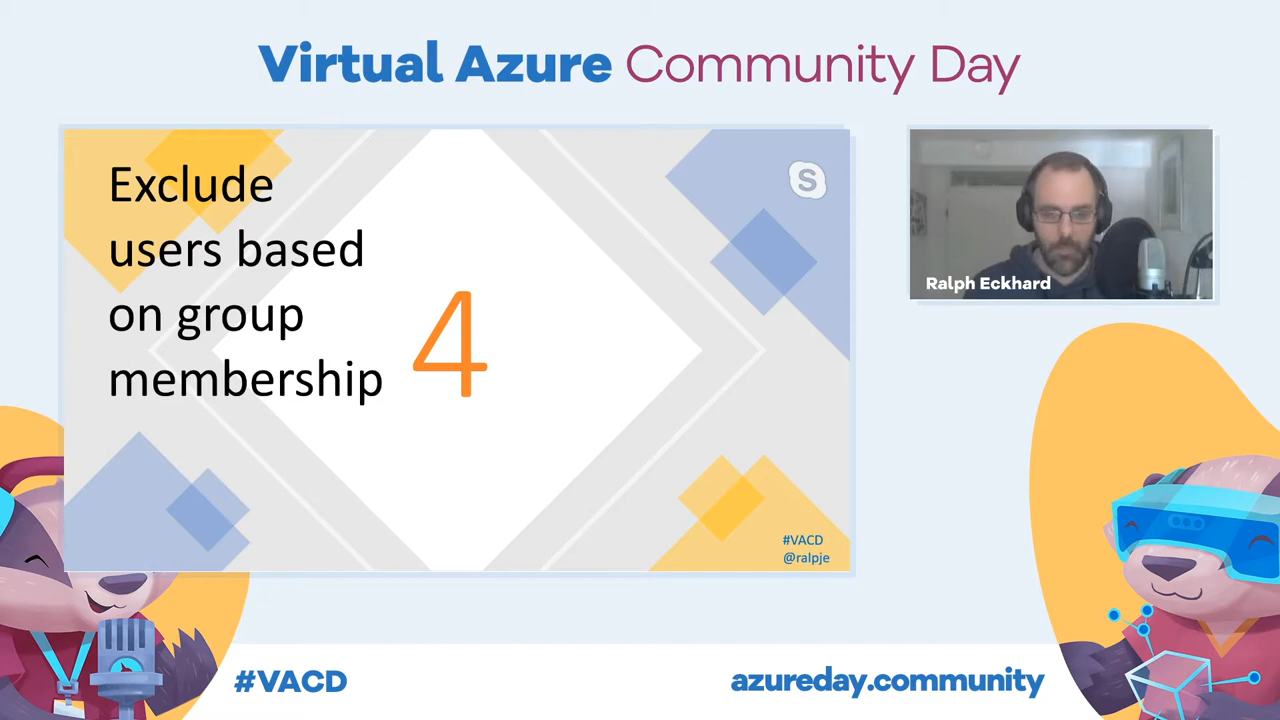 Virtual Azure Community Day
Exclude
users based
on group
membership
4
S
#VACD
@ralpje
Ralph Eckhard
#VACD
azureday.community